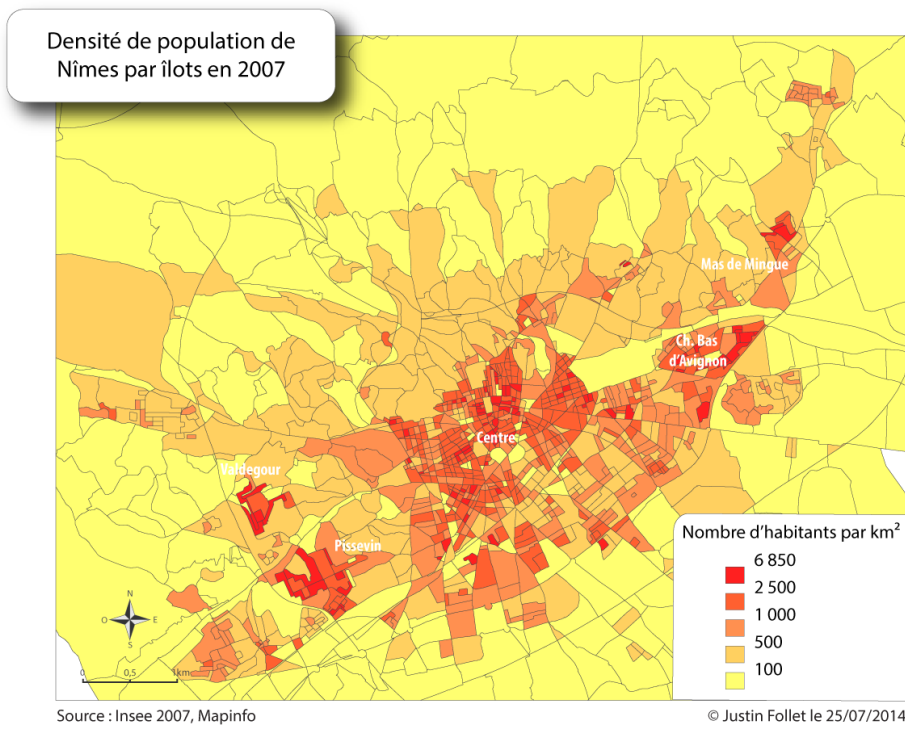 Densité de population de
Nîmes par îlots en 2007
Mas de Mingue
Ch. Bas
d'Avignon
Centre
Valdegour
Pissevin
Nombre d'habitants par km²
6 850
2 500
1 000
500
100
N
O E
S
0 0,5 1km
Source : Insee 2007, Mapinfo
© Justin Follet le 25/07/2014